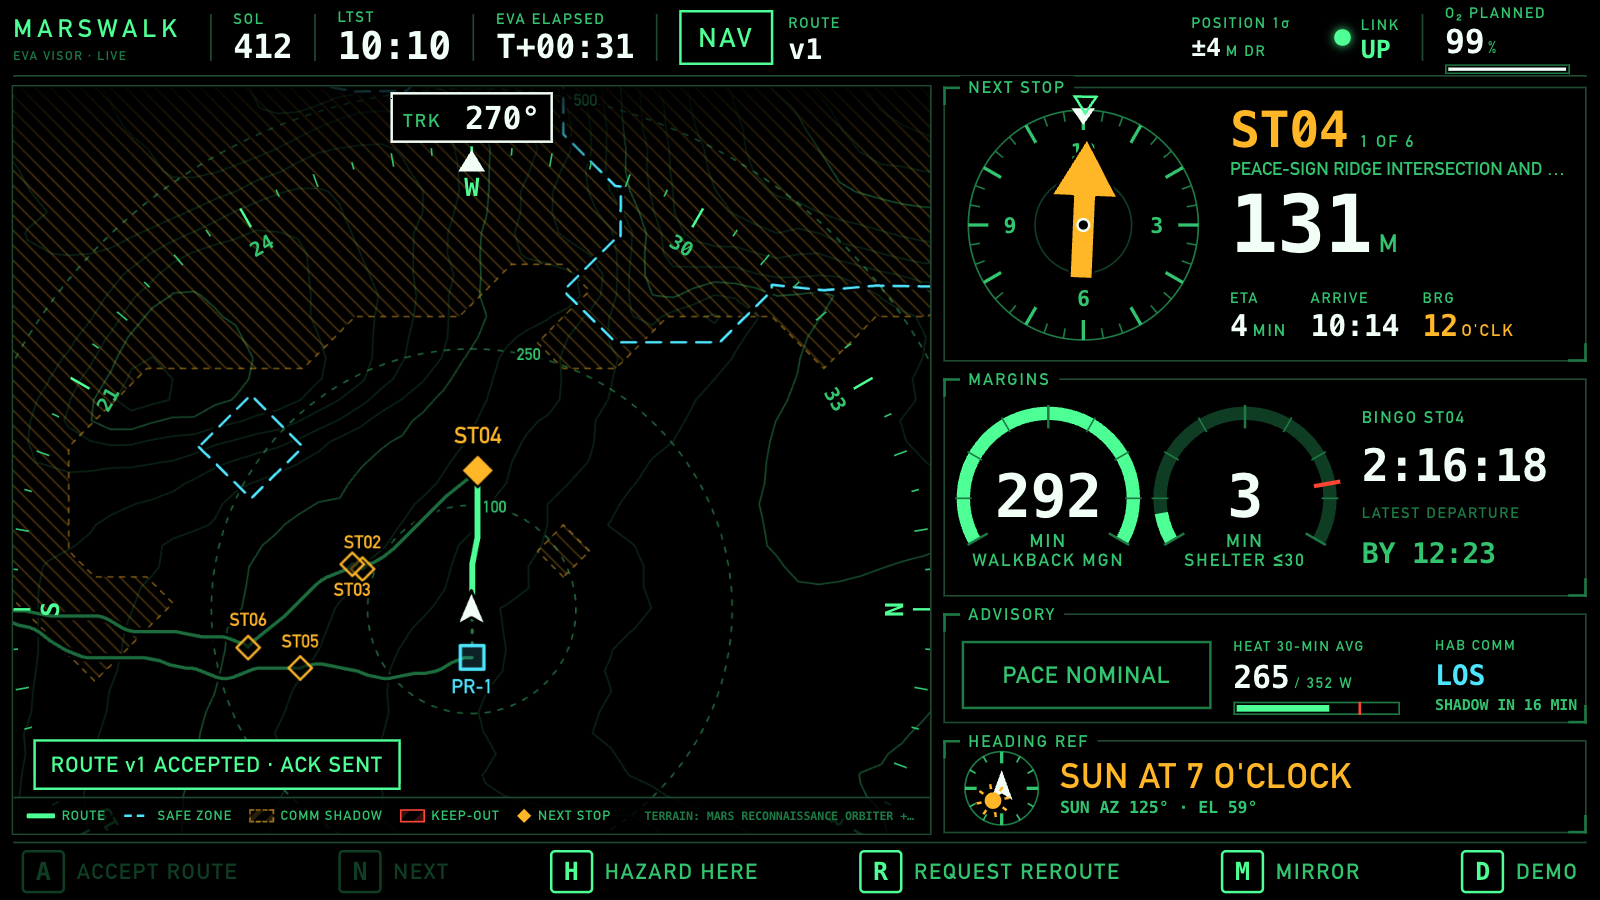 MARSWALK
EVA VISOR · LIVE
SOL
412
LTST
10:10
EVA ELAPSED
T+00:31
NAV
ROUTE
v1
POSITION 1σ
±4 M DR
LINK
UP
O₂ PLANNED
99 %
TRK 270°
W
500
24
30
21
33
250
100
S
N
ST04
ST02
ST03
ST06
ST05
PR-1
ROUTE v1 ACCEPTED · ACK SENT
ROUTE
SAFE ZONE
COMM SHADOW
KEEP-OUT
NEXT STOP
TERRAIN: MARS RECONNAISSANCE ORBITER +…
NEXT STOP
9
3
6
ST04 1 OF 6
PEACE-SIGN RIDGE INTERSECTION AND …
131 M
ETA
4 MIN
ARRIVE
10:14
BRG
12 O'CLK
MARGINS
292
MIN
WALKBACK MGN
3
MIN
SHELTER ≤30
BINGO ST04
2:16:18
LATEST DEPARTURE
BY 12:23
ADVISORY
PACE NOMINAL
HEAT 30-MIN AVG
265 / 352 W
HAB COMM
LOS
SHADOW IN 16 MIN
HEADING REF
SUN AT 7 O'CLOCK
SUN AZ 125° · EL 59°
A ACCEPT ROUTE
N NEXT
H HAZARD HERE
R REQUEST REROUTE
M MIRROR
D DEMO